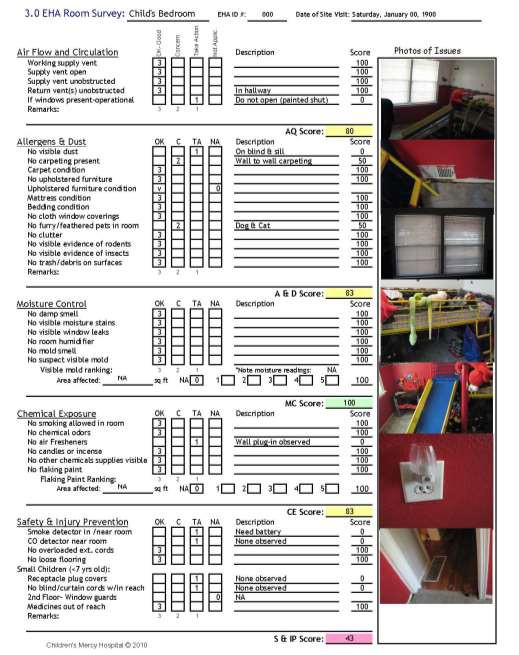 3.0 EHA Room Survey: Child's Bedroom EHA ID #: 000 Date of Site Visit: Saturday, January 00, 1900
OK - Good Concern Take Action Not Applic.
Photos of Issues
Air Flow and Circulation Description Score
Working supply vent 3 100
Supply vent open 3 100
Supply vent unobstructed 3 100
Return vent(s) unobstructed 3 In hallway 100
If windows present-operational 1 Do not open (painted shut) 0
Remarks: 3 2 1
AQ Score: 80
Allergens & Dust OK C TA NA Description Score
No visible dust 1 On blind & sill 0
No carpeting present 2 Wall to wall carpeting 50
Carpet condition 3 100
No upholstered furniture 3 100
Upholstered furniture condition v 0
Mattress condition 3 100
Bedding condition 3 100
No cloth window coverings 3 100
No furry/feathered pets in room 2 Dog & Cat 50
No clutter 3 100
No visible evidence of rodents 3 100
No visible evidence of insects 3 100
No trash/debris on surfaces 3 100
Remarks: 3 2 1
A & D Score: 83
Moisture Control OK C TA NA Description Score
No damp smell 3 100
No visible moisture stains 3 100
No visible window leaks 3 100
No room humidifier 3 100
No mold smell 3 100
No suspect visible mold 3 100
Visible mold ranking: 3 2 1 *Note moisture readings: NA
Area affected: NA sq ft NA 0 1 2 3 4 5 100
MC Score: 100
Chemical Exposure OK C TA NA Description Score
No smoking allowed in room 3 100
No chemical odors 3 100
No air Fresheners 1 Wall plug-in observed 0
No candles or incense 3 100
No other chemicals supplies visible 3 100
No flaking paint 3 100
Flaking Paint Ranking: 3 2 1
Area affected: NA sq ft NA 0 1 2 3 4 5 100
CE Score: 83
Safety & Injury Prevention OK C TA NA Description Score
Smoke detector in /near room 1 Need battery 0
CO detector near room 1 None observed 0
No overloaded ext. cords 3 100
No loose flooring 3 100
Small Children (<7 yrs old):
Receptacle plug covers 1 None observed 0
No blind/curtain cords w/in reach 1 None observed 0
2nd Floor- Window guards 0 NA
Medicines out of reach 3 100
Remarks: 3 2 1
S & IP Score: 43
Children's Mercy Hospital © 2010